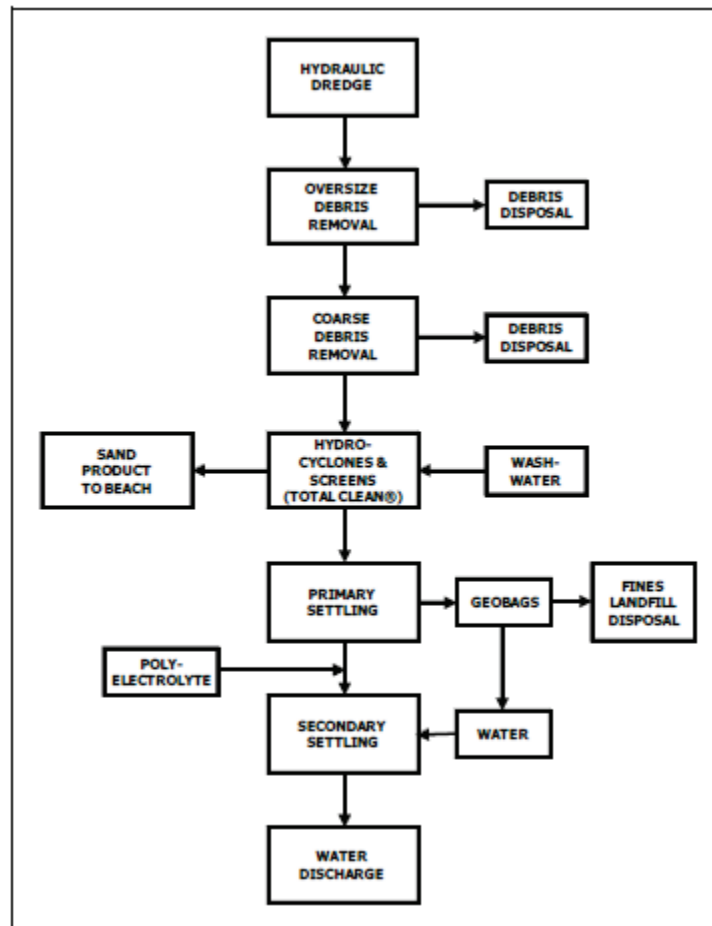 HYDRAULIC
DREDGE
OVERSIZE
DEBRIS
REMOVAL
DEBRIS
DISPOSAL
COARSE
DEBRIS
REMOVAL
DEBRIS
DISPOSAL
SAND
PRODUCT
TO BEACH
HYDRO-
CYCLONES &
SCREENS
(TOTAL CLEAN®)
WASH-
WATER
PRIMARY
SETTLING
GEOBAGS
FINES
LANDFILL
DISPOSAL
POLY-
ELECTROLYTE
SECONDARY
SETTLING
WATER
WATER
DISCHARGE